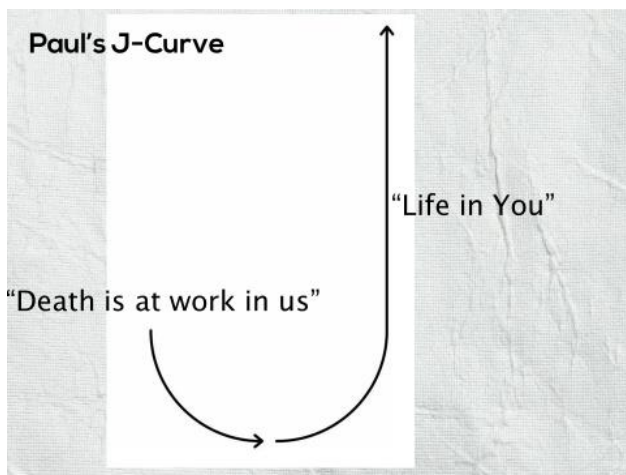 Paul's J-Curve
“Life in You”
“Death is at work in us”